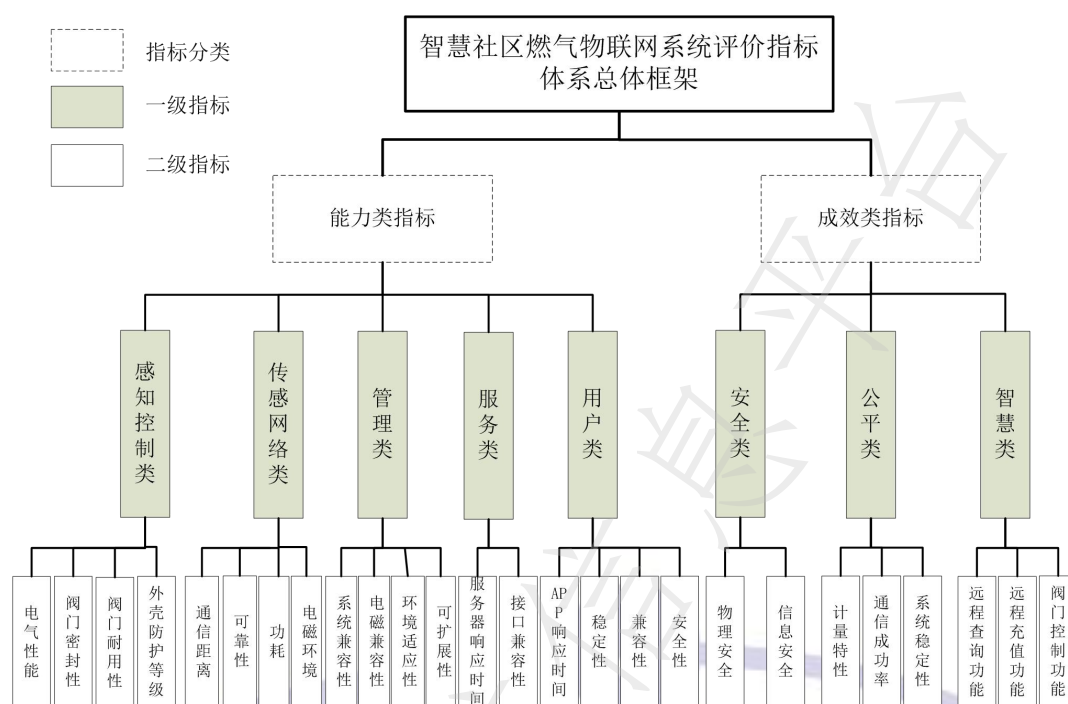 智慧社区燃气物联网系统评价指标
体系总体框架
指标分类
一级指标
二级指标
能力类指标
成效类指标
感知控制类
传感网络类
管理类
服务类
用户类
安全类
公平类
智慧类
电气性能
阀门密封性
阀门耐用性
外壳防护等级
通信距离
可靠性
功耗
电磁环境
系统兼容性
电磁兼容性
环境适应性
可扩展性
服务器响应时间
接口兼容性
APP响应时间
稳定性
兼容性
安全性
物理安全
信息安全
计量特性
通信成功率
系统稳定性
远程查询功能
远程充值功能
阀门控制功能
信息平台